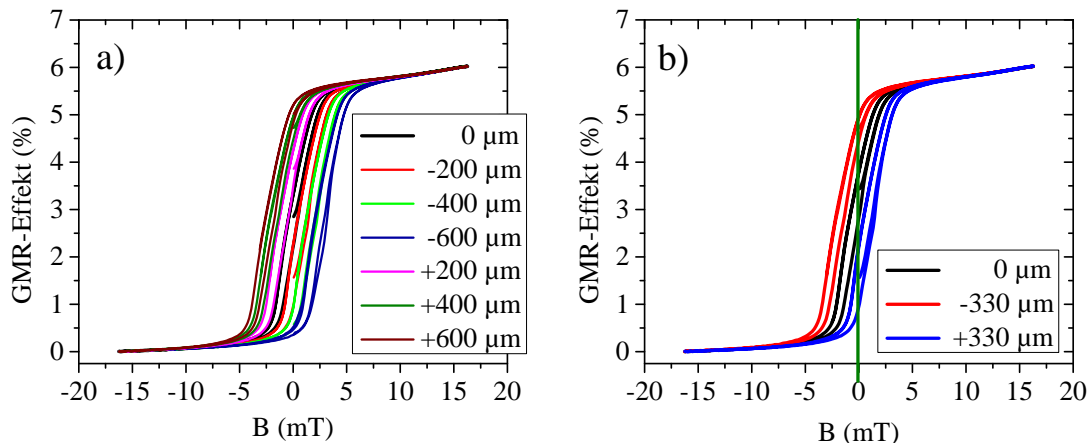 a)
GMR-Effekt (%)
7
6
5
4
3
2
1
0
-20 -15 -10 -5 0 5 10 15 20
B (mT)
0 µm
-200 µm
-400 µm
-600 µm
+200 µm
+400 µm
+600 µm
b)
GMR-Effekt (%)
7
6
5
4
3
2
1
0
-20 -15 -10 -5 0 5 10 15 20
B (mT)
0 µm
-330 µm
+330 µm